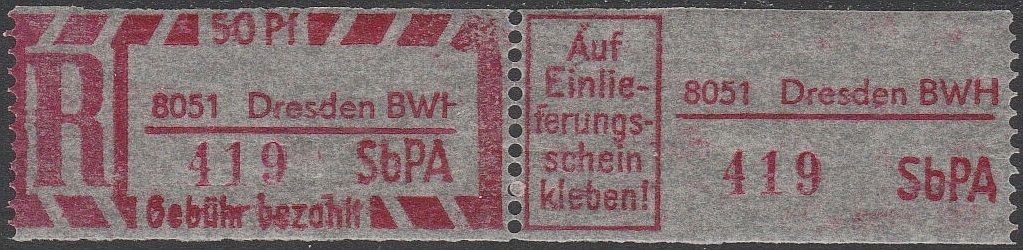 50 Pf
R
8051 Dresden BWH
419 SbPA
Gebühr bezahlt
Auf
Einlie-
ferungs-
schein
kleben!
8051 Dresden BWH
419 SbPA